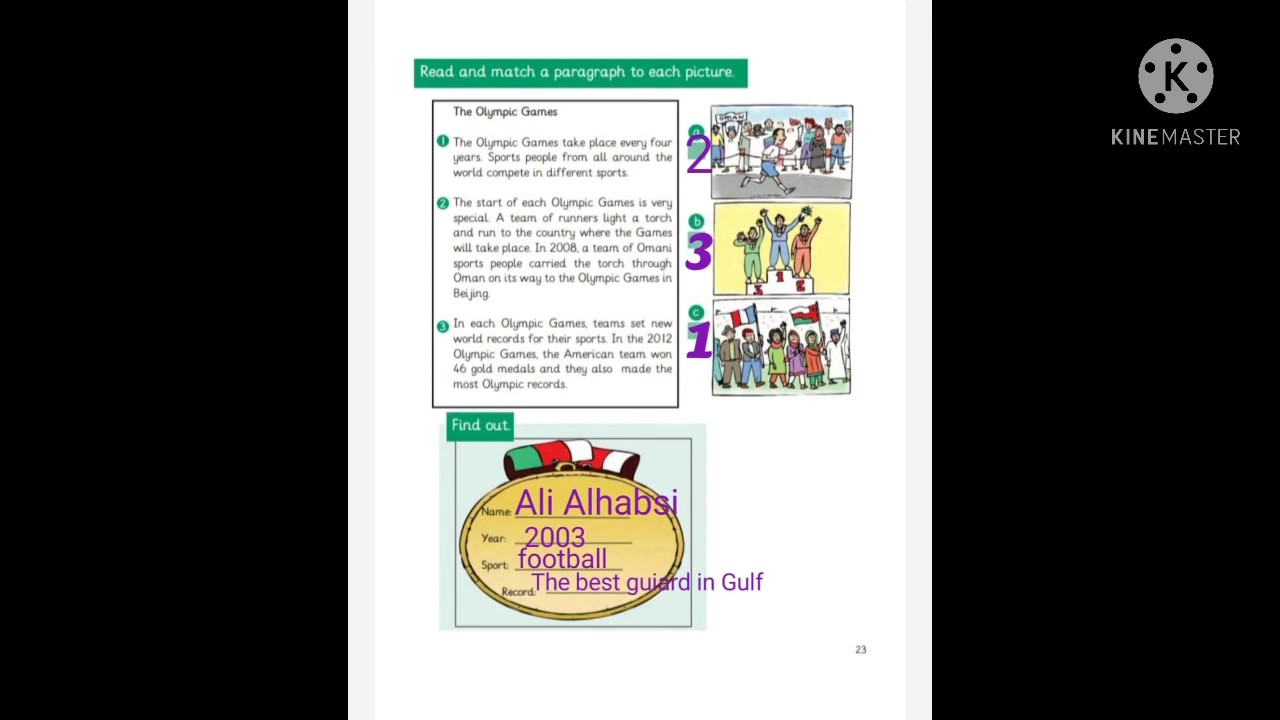 Read and match a paragraph to each picture.
The Olympic Games
1 The Olympic Games take place every four
years. Sports people from all around the
world compete in different sports.
2 The start of each Olympic Games is very
special. A team of runners light a torch
and run to the country where the Games
will take place. In 2008, a team of Omani
sports people carried the torch through
Oman on its way to the Olympic Games in
Beijing.
3 In each Olympic Games, teams set new
world records for their sports. In the 2012
Olympic Games, the American team won
46 gold medals and they also made the
most Olympic records.
a
2
OMAN
b
3
3 1 2
c
1
Find out.
Name: Ali Alhabsi
Year: 2003
Sport: football
Record: The best guiard in Gulf
23
K
KINEMASTER